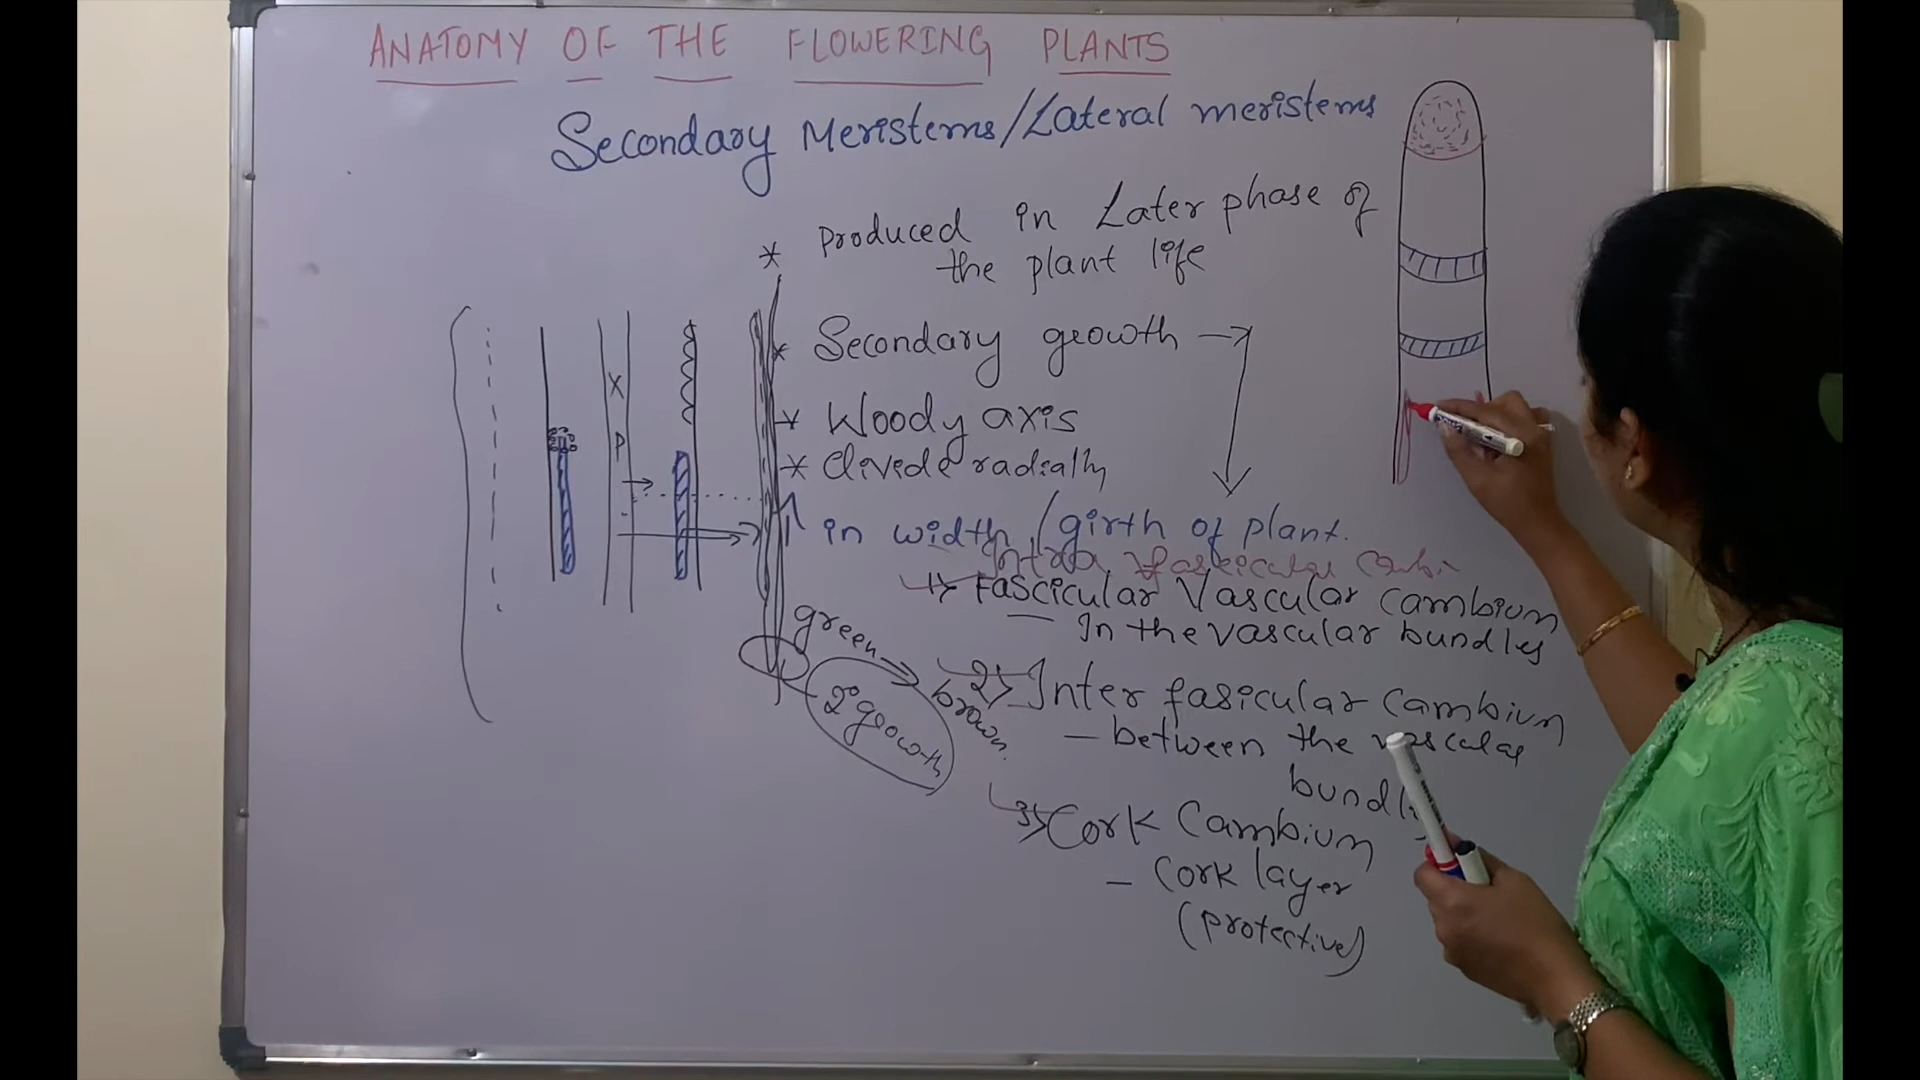 ANATOMY OF THE FLOWERING PLANTS
Secondary Meristems/Lateral meristems
* Produced in Later phase of
the plant life
* Secondary growth →
* Woody axis
* divide radially
↑ in width/girth of plant.
Intra fascicular
1> Fascicular Vascular Cambium
— In the vascular bundles
2> Inter fasicular Cambium
— between the vascular
3> Cork Cambium
— Cork layer
(protective)
X
P
green → brown
2° growth